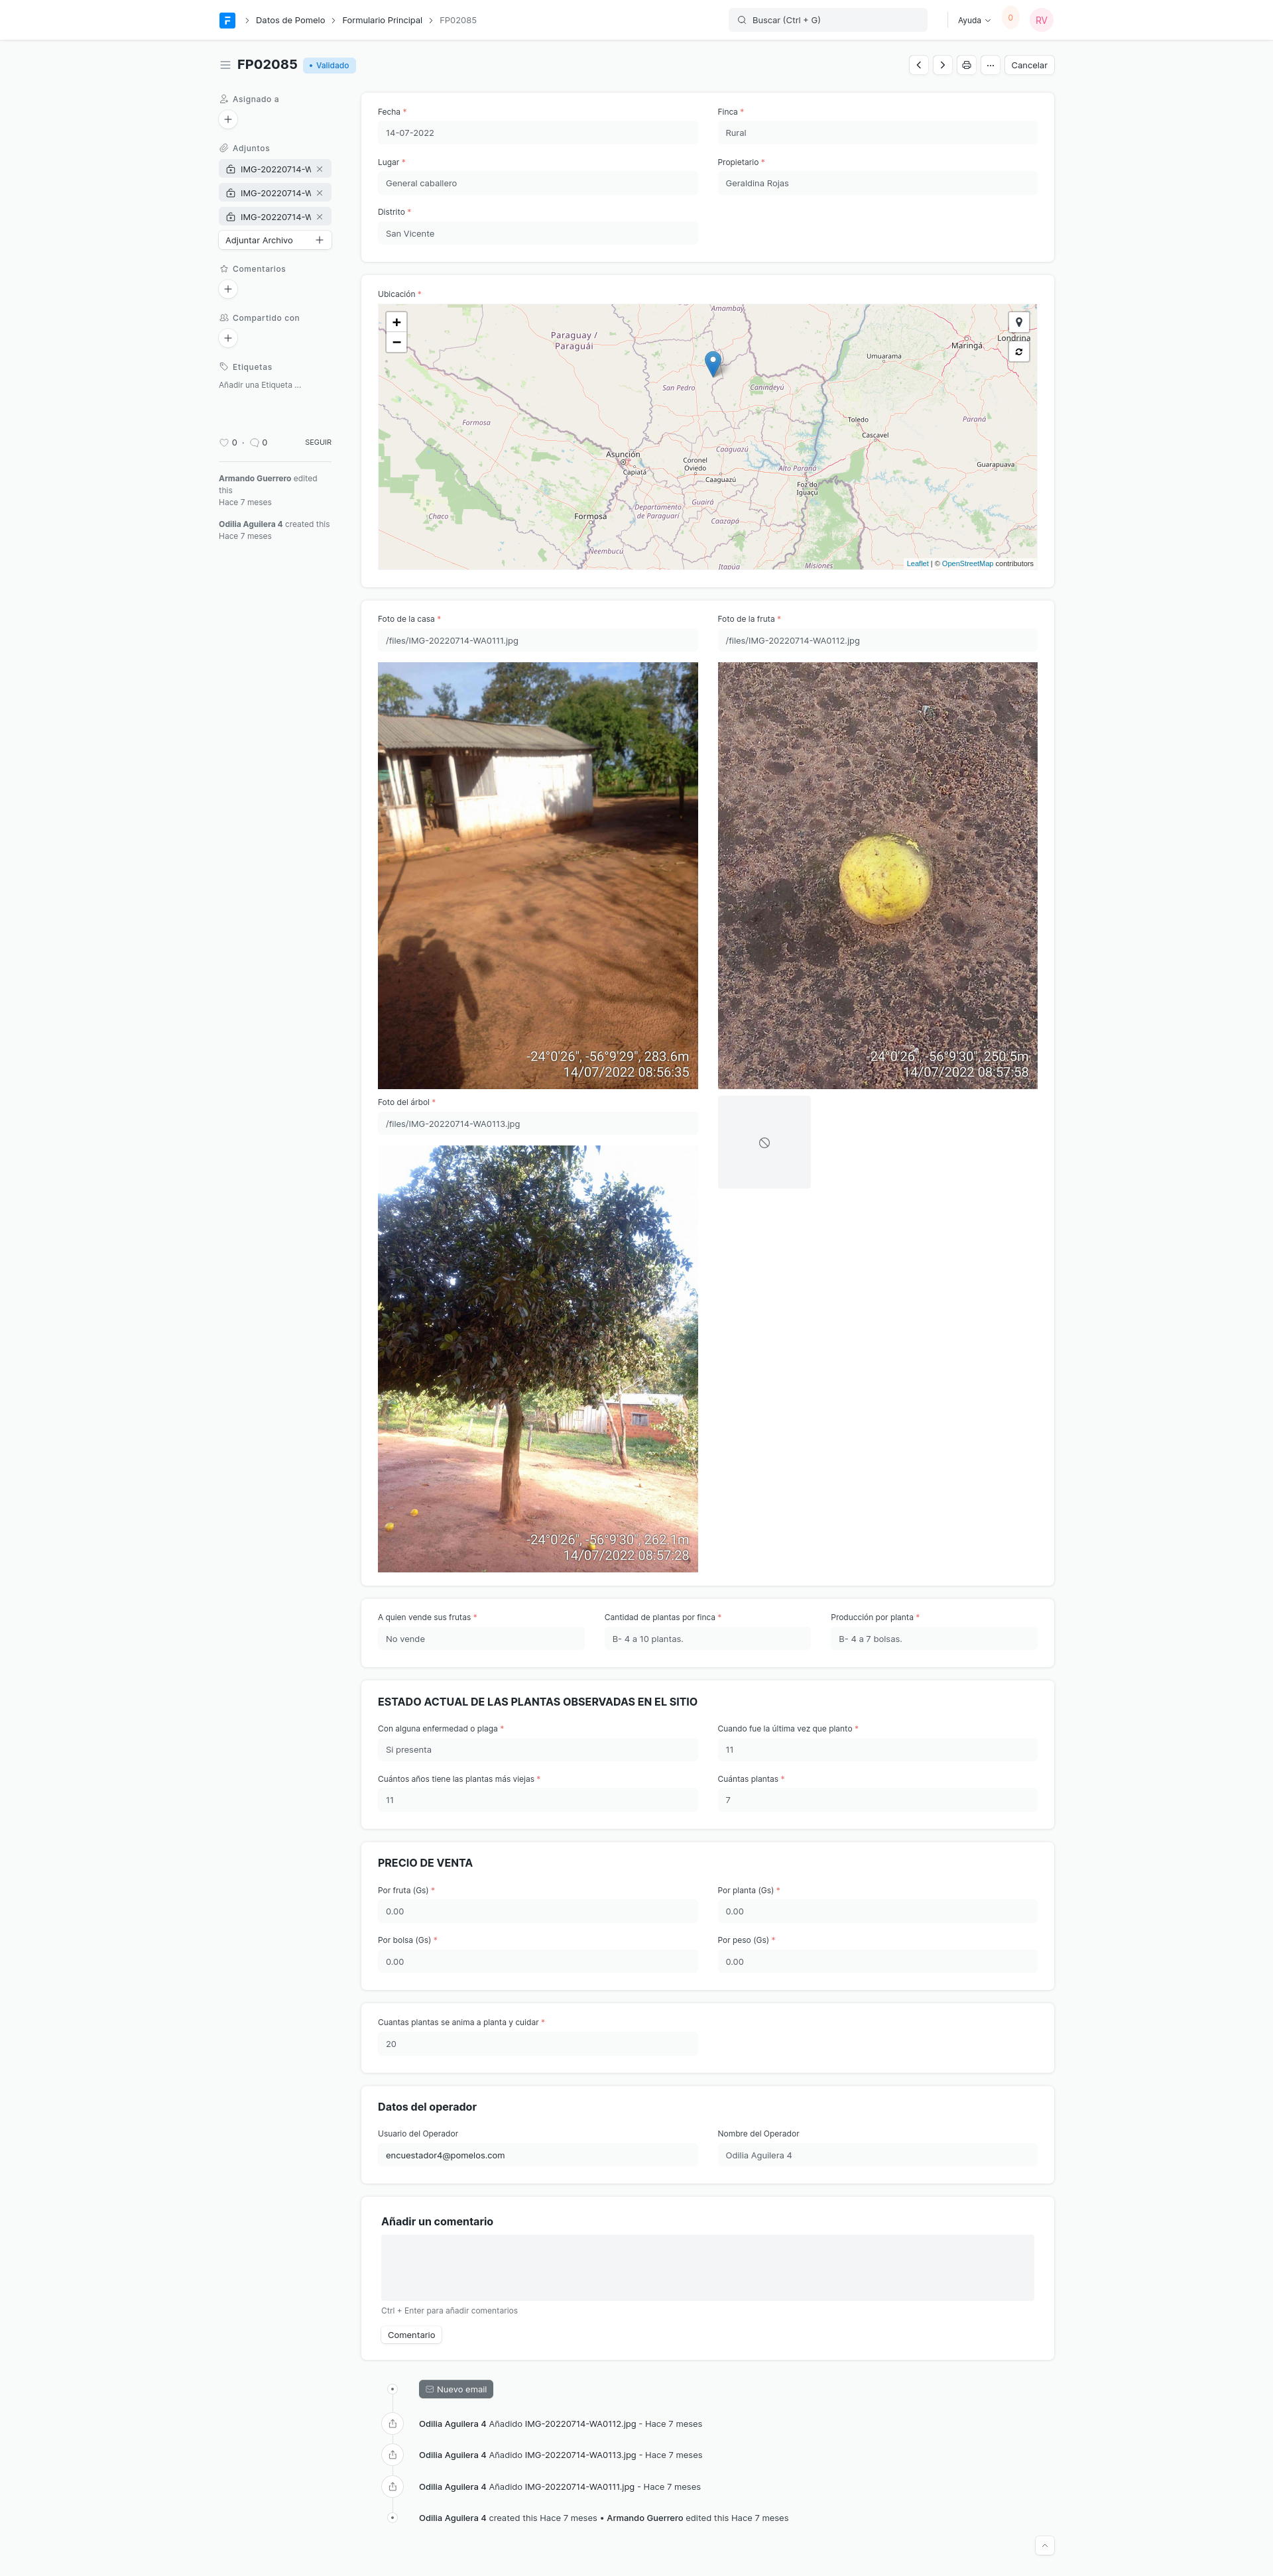 Datos de Pomelo
Formulario Principal
FP02085
Buscar (Ctrl + G)
Ayuda
0
RV
FP02085
Validado
Cancelar
Asignado a
Adjuntos
IMG-20220714-W
IMG-20220714-W
IMG-20220714-W
Adjuntar Archivo
Comentarios
Compartido con
Etiquetas
Añadir una Etiqueta ...
0 · 0 SEGUIR
Armando Guerrero edited
this
Hace 7 meses
Odilia Aguilera 4 created this
Hace 7 meses
Fecha *
14-07-2022
Finca *
Rural
Lugar *
General caballero
Propietario *
Geraldina Rojas
Distrito *
San Vicente
Ubicación *
+
−
Amambay
Paraguay /
Paraguái
Londrina
Maringá
Umuarama
San Pedro
Canindeyú
Toledo
Paraná
Formosa
Cascavel
Caaguazú
Asunción
Coronel
Oviedo
Capiatá
Alto Paraná
Guarapuava
Caaguazú
Foz do
Iguaçu
Guairá
Departamento
de Paraguarí
Chaco
Formosa
Caazapá
Ñeembucú
Itapúa
Misiones
Leaflet | © OpenStreetMap contributors
Foto de la casa *
/files/IMG-20220714-WA0111.jpg
Foto de la fruta *
/files/IMG-20220714-WA0112.jpg
-24°0'26", -56°9'29", 283.6m
14/07/2022 08:56:35
-24°0'26", -56°9'30", 250.5m
14/07/2022 08:57:58
Foto del árbol *
/files/IMG-20220714-WA0113.jpg
-24°0'26", -56°9'30", 262.1m
14/07/2022 08:57:28
A quien vende sus frutas *
No vende
Cantidad de plantas por finca *
B- 4 a 10 plantas.
Producción por planta *
B- 4 a 7 bolsas.
ESTADO ACTUAL DE LAS PLANTAS OBSERVADAS EN EL SITIO
Con alguna enfermedad o plaga *
Si presenta
Cuando fue la última vez que planto *
11
Cuántos años tiene las plantas más viejas *
11
Cuántas plantas *
7
PRECIO DE VENTA
Por fruta (Gs) *
0.00
Por planta (Gs) *
0.00
Por bolsa (Gs) *
0.00
Por peso (Gs) *
0.00
Cuantas plantas se anima a planta y cuidar *
20
Datos del operador
Usuario del Operador
encuestador4@pomelos.com
Nombre del Operador
Odilia Aguilera 4
Añadir un comentario
Ctrl + Enter para añadir comentarios
Comentario
Nuevo email
Odilia Aguilera 4 Añadido IMG-20220714-WA0112.jpg - Hace 7 meses
Odilia Aguilera 4 Añadido IMG-20220714-WA0113.jpg - Hace 7 meses
Odilia Aguilera 4 Añadido IMG-20220714-WA0111.jpg - Hace 7 meses
Odilia Aguilera 4 created this Hace 7 meses • Armando Guerrero edited this Hace 7 meses